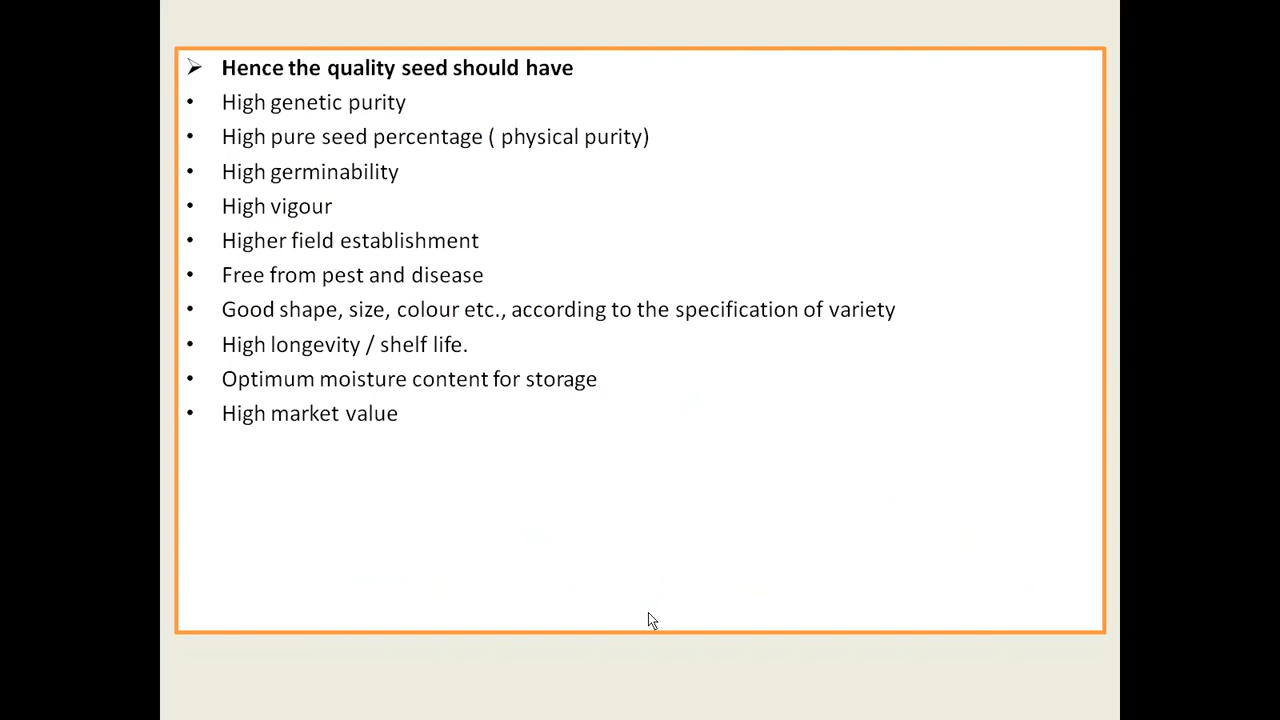 ➢ Hence the quality seed should have
• High genetic purity
• High pure seed percentage ( physical purity)
• High germinability
• High vigour
• Higher field establishment
• Free from pest and disease
• Good shape, size, colour etc., according to the specification of variety
• High longevity / shelf life.
• Optimum moisture content for storage
• High market value